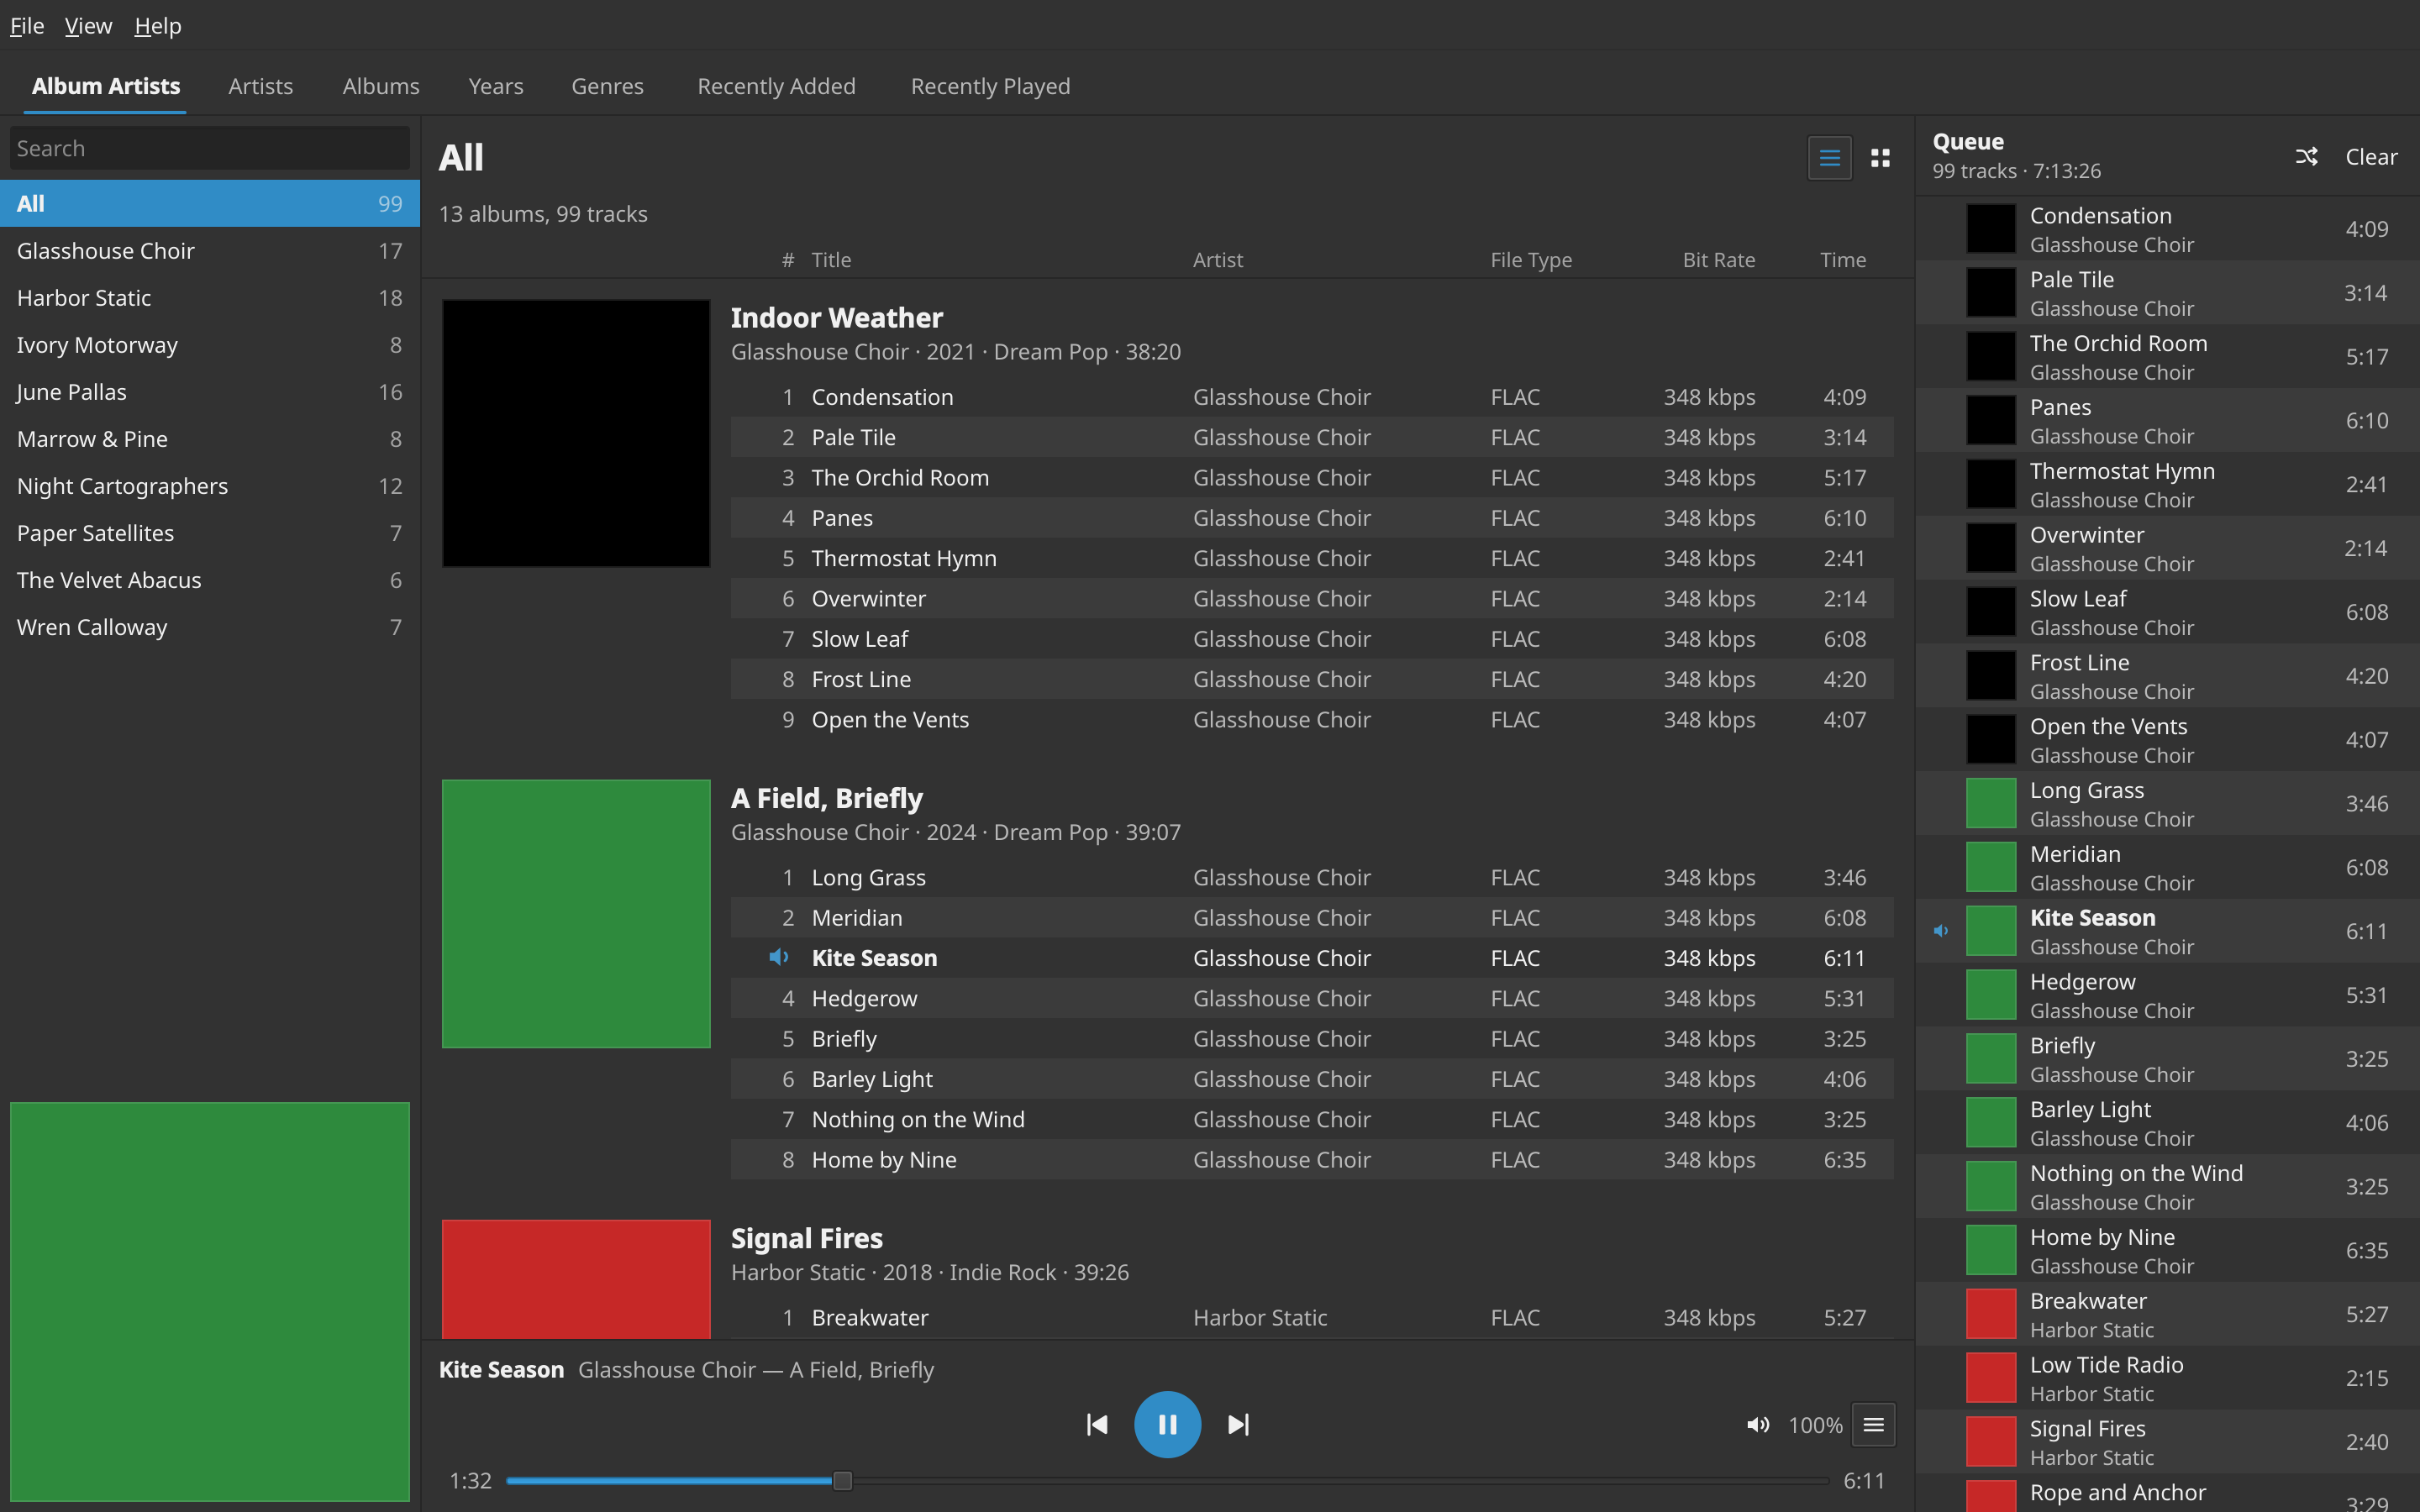 File View Help
Album Artists Artists Albums Years Genres Recently Added Recently Played
Search
All 99
Glasshouse Choir 17
Harbor Static 18
Ivory Motorway 8
June Pallas 16
Marrow & Pine 8
Night Cartographers 12
Paper Satellites 7
The Velvet Abacus 6
Wren Calloway 7
All
13 albums, 99 tracks
# Title Artist File Type Bit Rate Time
Indoor Weather
Glasshouse Choir · 2021 · Dream Pop · 38:20
1 Condensation Glasshouse Choir FLAC 348 kbps 4:09
2 Pale Tile Glasshouse Choir FLAC 348 kbps 3:14
3 The Orchid Room Glasshouse Choir FLAC 348 kbps 5:17
4 Panes Glasshouse Choir FLAC 348 kbps 6:10
5 Thermostat Hymn Glasshouse Choir FLAC 348 kbps 2:41
6 Overwinter Glasshouse Choir FLAC 348 kbps 2:14
7 Slow Leaf Glasshouse Choir FLAC 348 kbps 6:08
8 Frost Line Glasshouse Choir FLAC 348 kbps 4:20
9 Open the Vents Glasshouse Choir FLAC 348 kbps 4:07
A Field, Briefly
Glasshouse Choir · 2024 · Dream Pop · 39:07
1 Long Grass Glasshouse Choir FLAC 348 kbps 3:46
2 Meridian Glasshouse Choir FLAC 348 kbps 6:08
Kite Season Glasshouse Choir FLAC 348 kbps 6:11
4 Hedgerow Glasshouse Choir FLAC 348 kbps 5:31
5 Briefly Glasshouse Choir FLAC 348 kbps 3:25
6 Barley Light Glasshouse Choir FLAC 348 kbps 4:06
7 Nothing on the Wind Glasshouse Choir FLAC 348 kbps 3:25
8 Home by Nine Glasshouse Choir FLAC 348 kbps 6:35
Signal Fires
Harbor Static · 2018 · Indie Rock · 39:26
1 Breakwater Harbor Static FLAC 348 kbps 5:27
Kite Season Glasshouse Choir — A Field, Briefly
100%
1:32 6:11
Queue
99 tracks · 7:13:26
Clear
Condensation
Glasshouse Choir
4:09
Pale Tile
Glasshouse Choir
3:14
The Orchid Room
Glasshouse Choir
5:17
Panes
Glasshouse Choir
6:10
Thermostat Hymn
Glasshouse Choir
2:41
Overwinter
Glasshouse Choir
2:14
Slow Leaf
Glasshouse Choir
6:08
Frost Line
Glasshouse Choir
4:20
Open the Vents
Glasshouse Choir
4:07
Long Grass
Glasshouse Choir
3:46
Meridian
Glasshouse Choir
6:08
Kite Season
Glasshouse Choir
6:11
Hedgerow
Glasshouse Choir
5:31
Briefly
Glasshouse Choir
3:25
Barley Light
Glasshouse Choir
4:06
Nothing on the Wind
Glasshouse Choir
3:25
Home by Nine
Glasshouse Choir
6:35
Breakwater
Harbor Static
5:27
Low Tide Radio
Harbor Static
2:15
Signal Fires
Harbor Static
2:40
Rope and Anchor
3:29